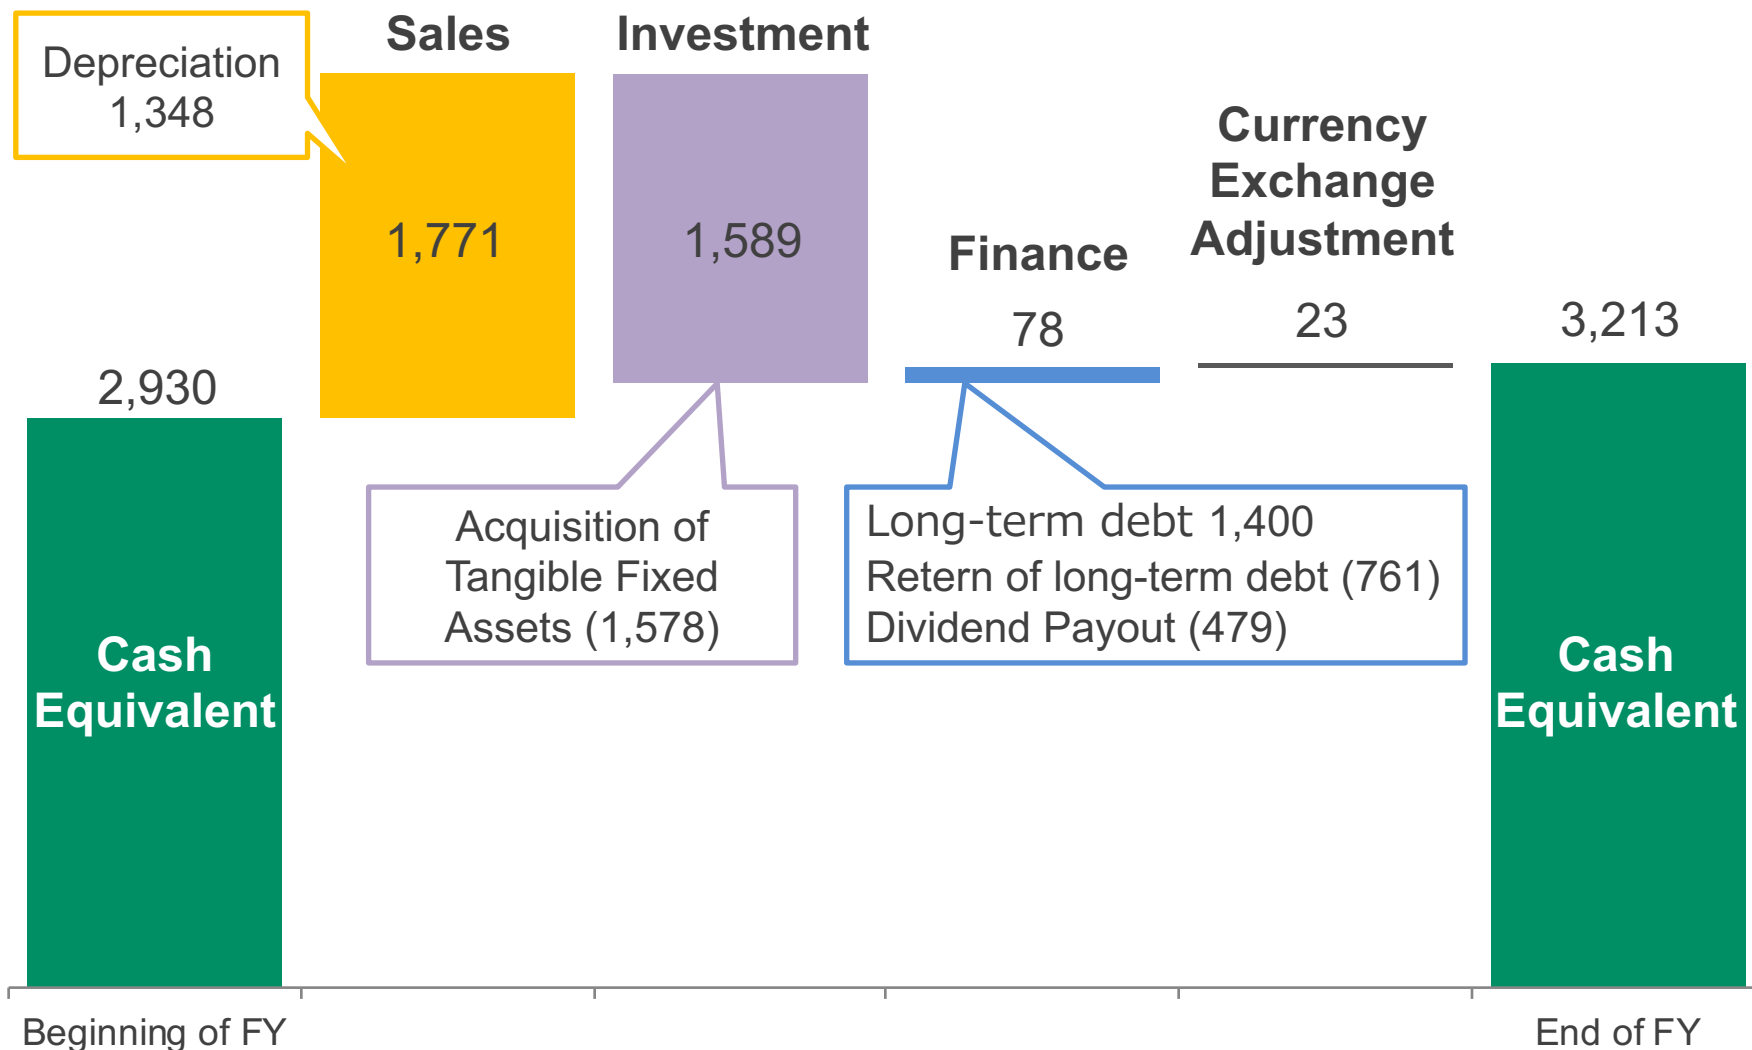 Depreciation
1,348
Sales
1,771
Investment
1,589
Finance
78
Currency
Exchange
Adjustment
23
3,213
2,930
Acquisition of
Tangible Fixed
Assets (1,578)
Long-term debt 1,400
Retern of long-term debt (761)
Dividend Payout (479)
Cash
Equivalent
Cash
Equivalent
Beginning of FY
End of FY